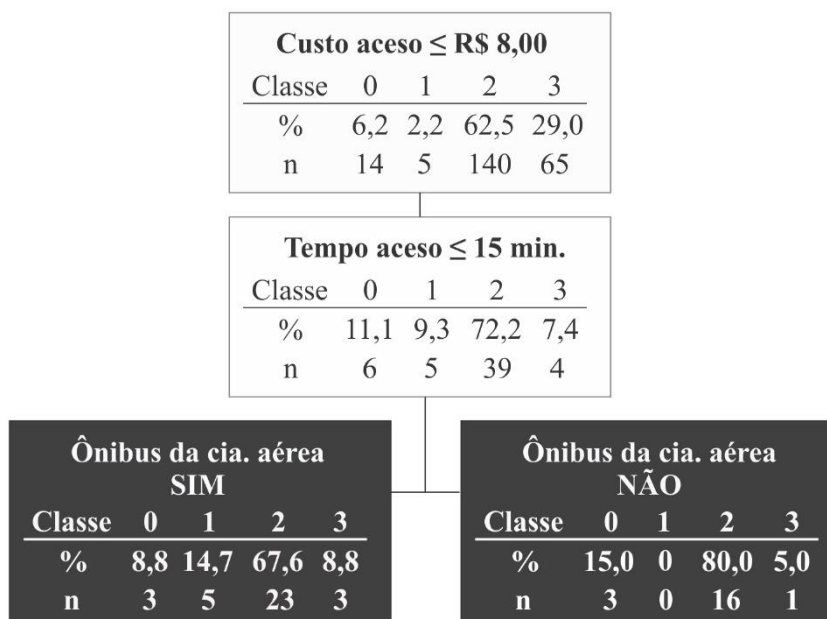 Custo aceso ≤ R$ 8,00
Classe 0 1 2 3
% 6,2 2,2 62,5 29,0
n 14 5 140 65
Tempo aceso ≤ 15 min.
Classe 0 1 2 3
% 11,1 9,3 72,2 7,4
n 6 5 39 4
Ônibus da cia. aérea
SIM
Classe 0 1 2 3
% 8,8 14,7 67,6 8,8
n 3 5 23 3
Ônibus da cia. aérea
NÃO
Classe 0 1 2 3
% 15,0 0 80,0 5,0
n 3 0 16 1